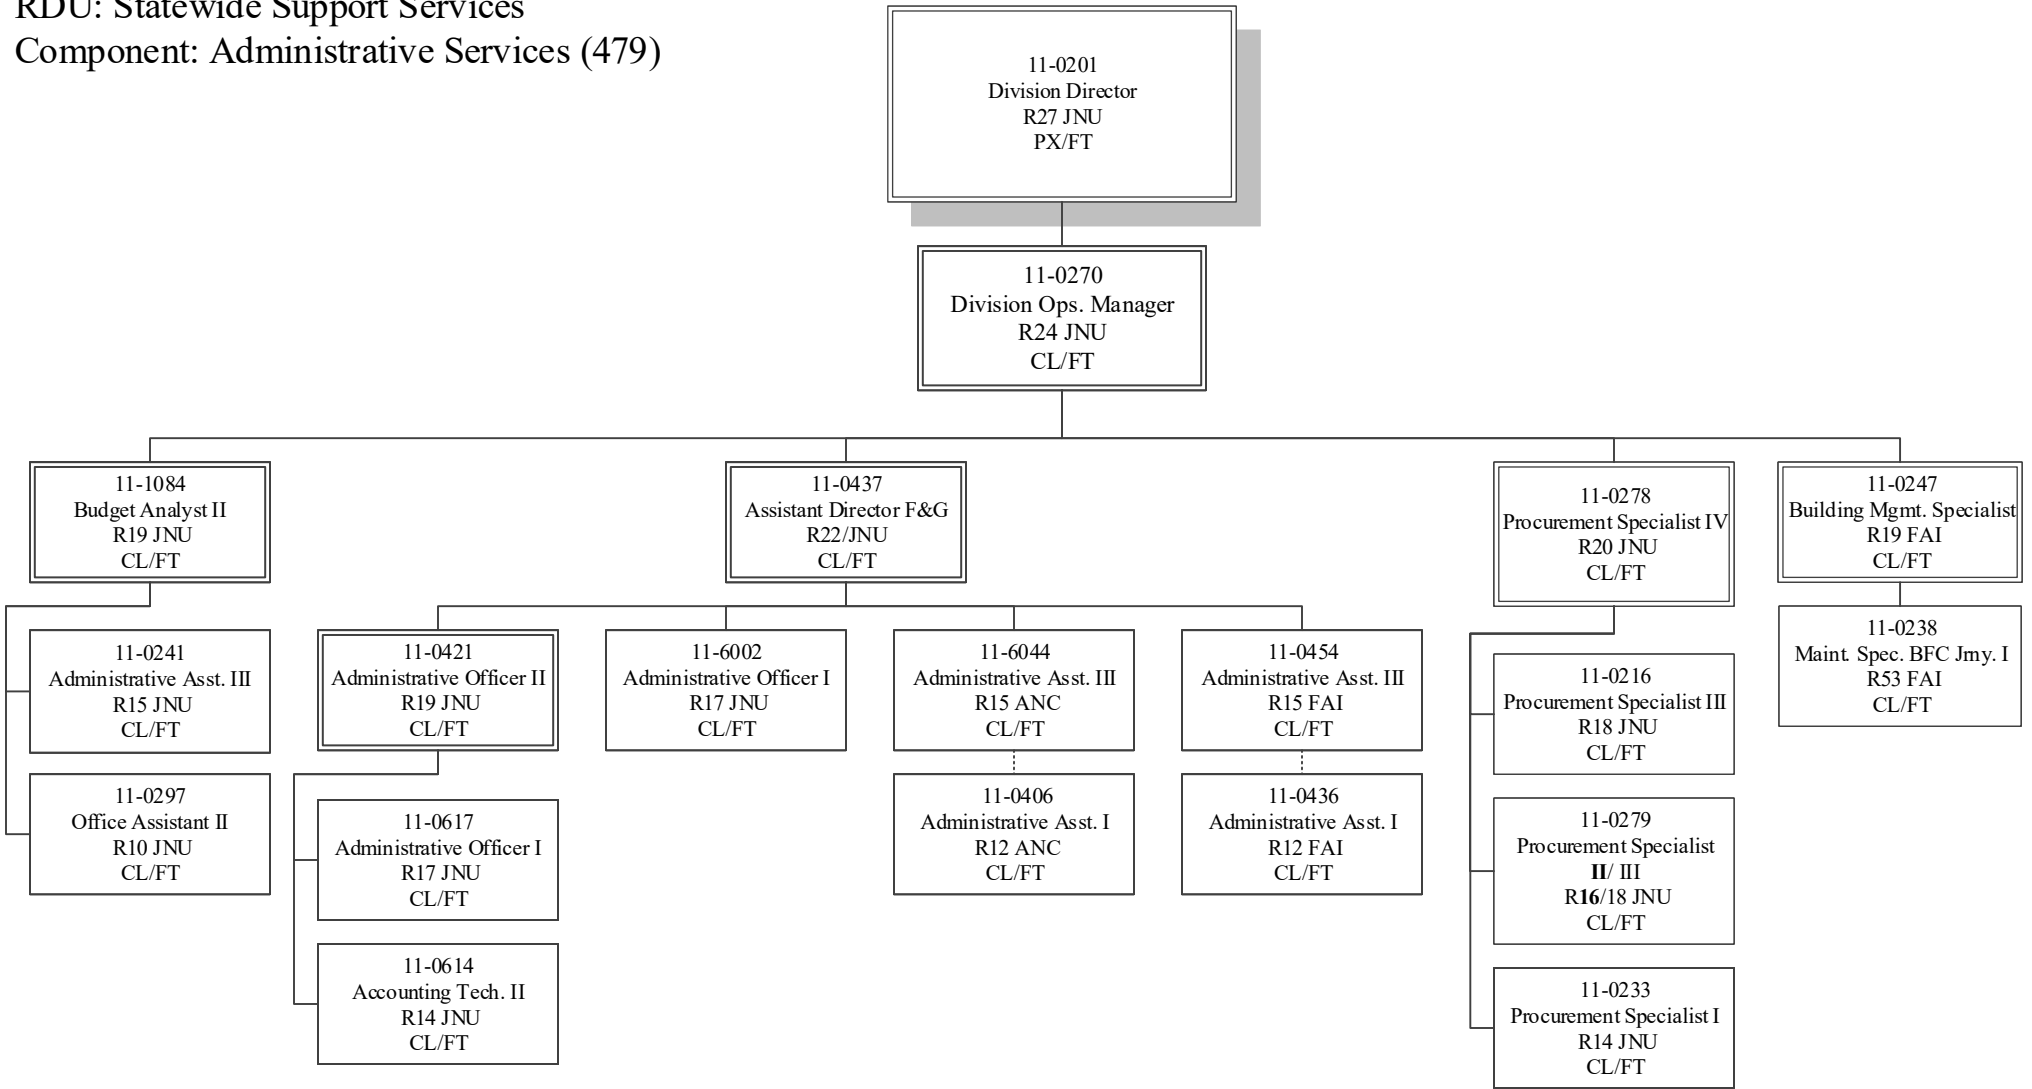 RDU: Statewide Support Services
Component: Administrative Services (479)
11-0201
Division Director
R27 JNU
PX/FT
11-0270
Division Ops. Manager
R24 JNU
CL/FT
11-1084
Budget Analyst II
R19 JNU
CL/FT
11-0437
Assistant Director F&G
R22/JNU
CL/FT
11-0278
Procurement Specialist IV
R20 JNU
CL/FT
11-0247
Building Mgmt. Specialist
R19 FAI
CL/FT
11-0241
Administrative Asst. III
R15 JNU
CL/FT
11-0297
Office Assistant II
R10 JNU
CL/FT
11-0421
Administrative Officer II
R19 JNU
CL/FT
11-0617
Administrative Officer I
R17 JNU
CL/FT
11-0614
Accounting Tech. II
R14 JNU
CL/FT
11-6002
Administrative Officer I
R17 JNU
CL/FT
11-6044
Administrative Asst. III
R15 ANC
CL/FT
11-0406
Administrative Asst. I
R12 ANC
CL/FT
11-0454
Administrative Asst. III
R15 FAI
CL/FT
11-0436
Administrative Asst. I
R12 FAI
CL/FT
11-0216
Procurement Specialist III
R18 JNU
CL/FT
11-0279
Procurement Specialist
II/ III
R16/18 JNU
CL/FT
11-0233
Procurement Specialist I
R14 JNU
CL/FT
11-0238
Maint. Spec. BFC Jrny. I
R53 FAI
CL/FT